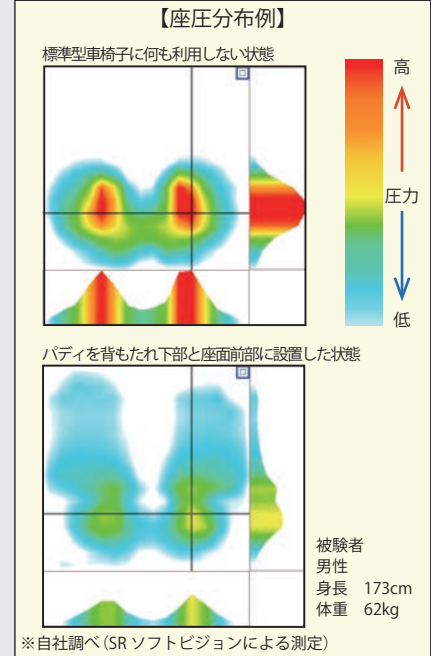 【座圧分布例】
標準型車椅子に何も利用しない状態
高
圧力
低
パディを背もたれ下部と座面前部に設置した状態
被験者
男性
身長　173cm
体重　62kg
※自社調べ(SR ソフトビジョンによる測定)